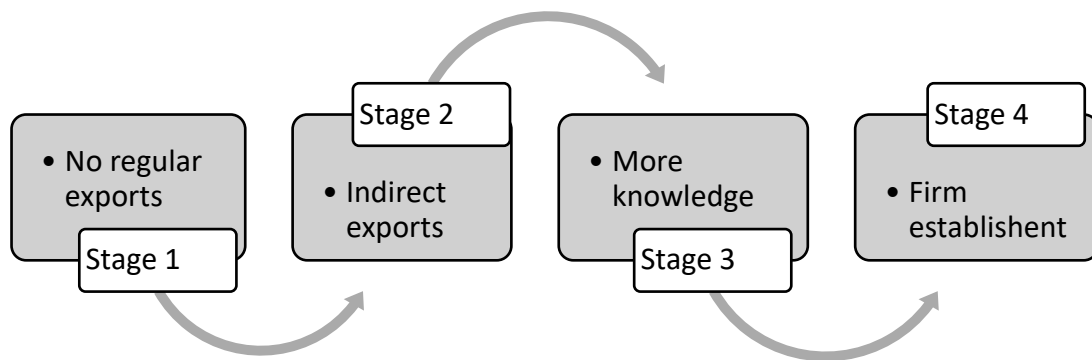 • No regular
exports
Stage 1
Stage 2
• Indirect
exports
• More
knowledge
Stage 3
Stage 4
• Firm
establishent